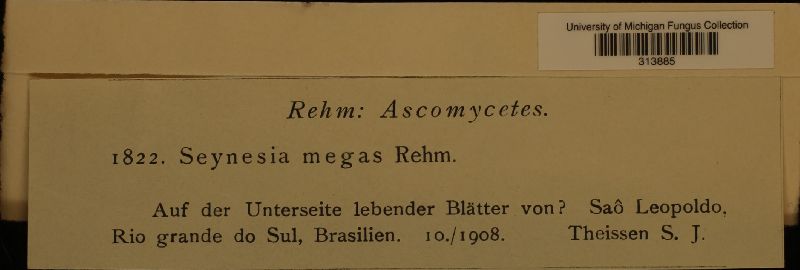 University of Michigan Fungus Collection
313885
Rehm: Ascomycetes.
1822. Seynesia megas Rehm.
Auf der Unterseite lebender Blätter von? Saô Leopoldo,
Rio grande do Sul, Brasilien. 10./1908. Theissen S. J.